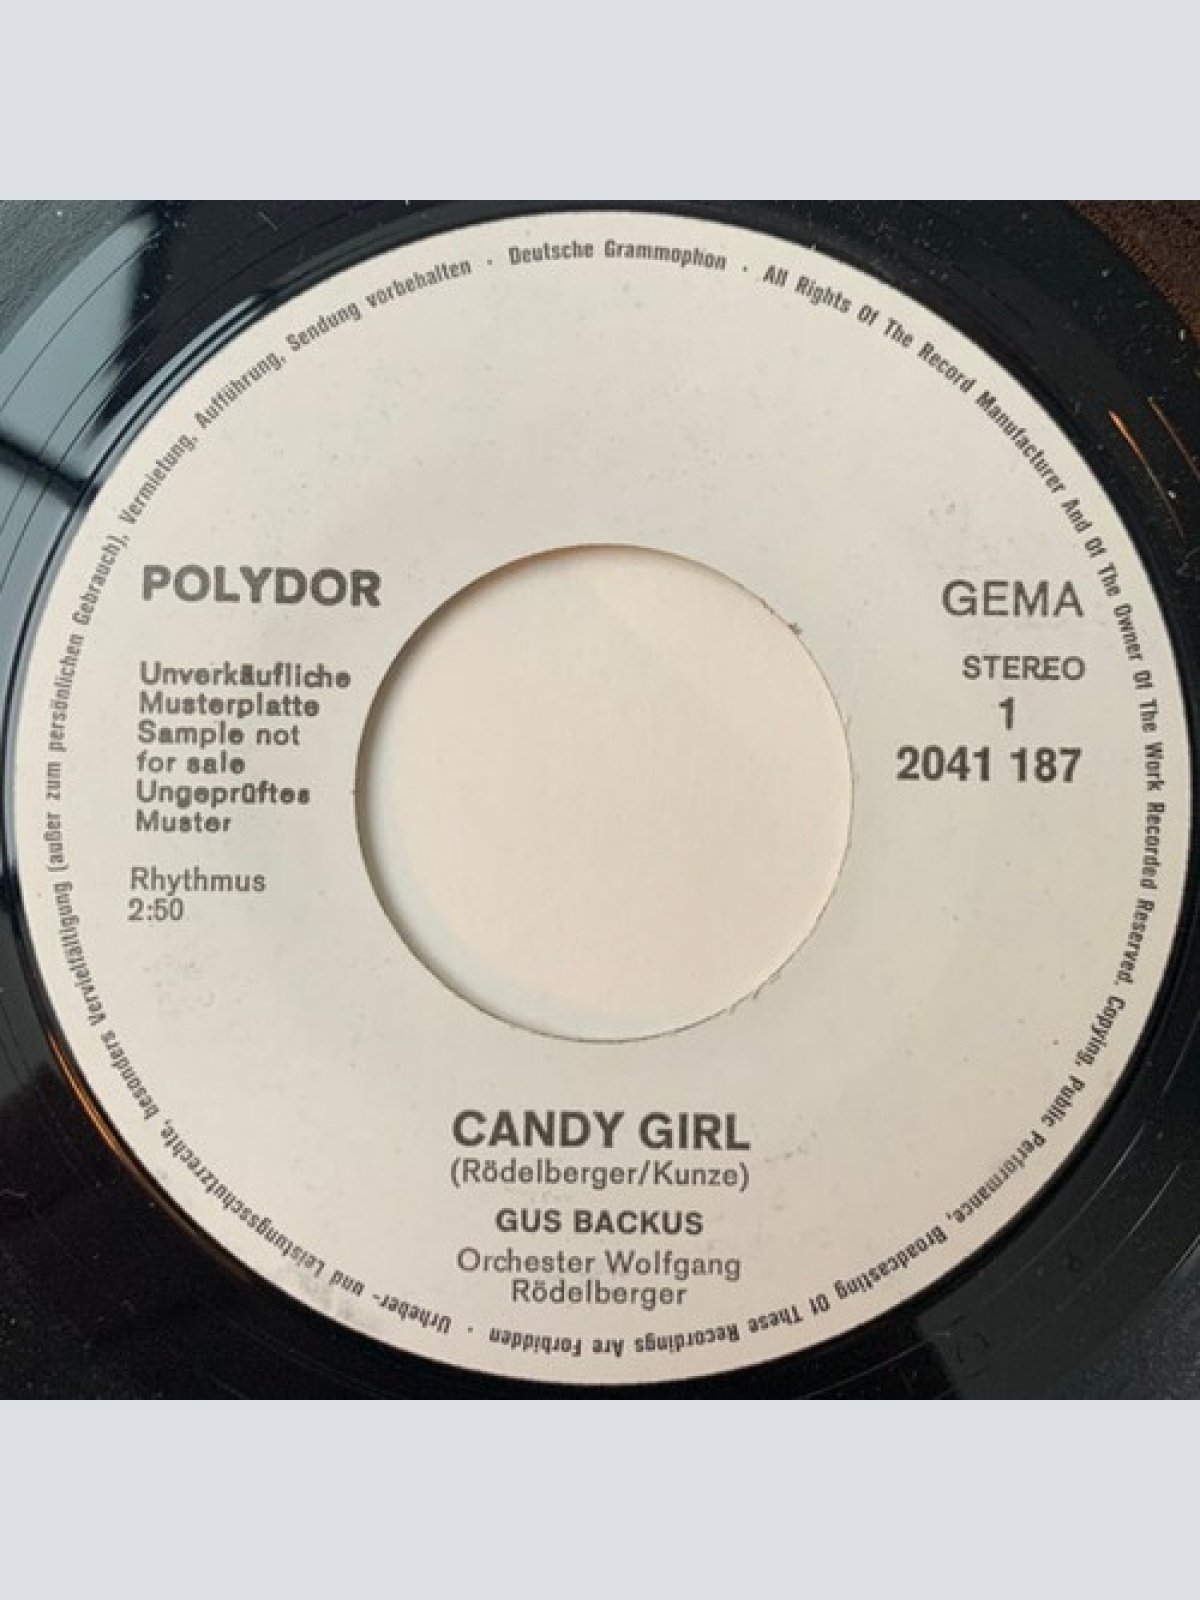 Deutsche Grammophon · All Rights Of The Record Manufacturer And Of The Owner Of The Work Recorded Reserved. Copying, Public Performance, Broadcasting Of These Recordings Are Forbidden · Urheber- und Leistungsschutzrechte, besonders Vervielfältigung (außer zum persönlichen Gebrauch), Vermietung, Aufführung, Sendung vorbehalten ·
POLYDOR
Unverkäufliche
Musterplatte
Sample not
for sale
Ungeprüftes
Muster
Rhythmus
2:50
GEMA
STEREO
1
2041 187
CANDY GIRL
(Rödelberger/Kunze)
GUS BACKUS
Orchester Wolfgang
Rödelberger